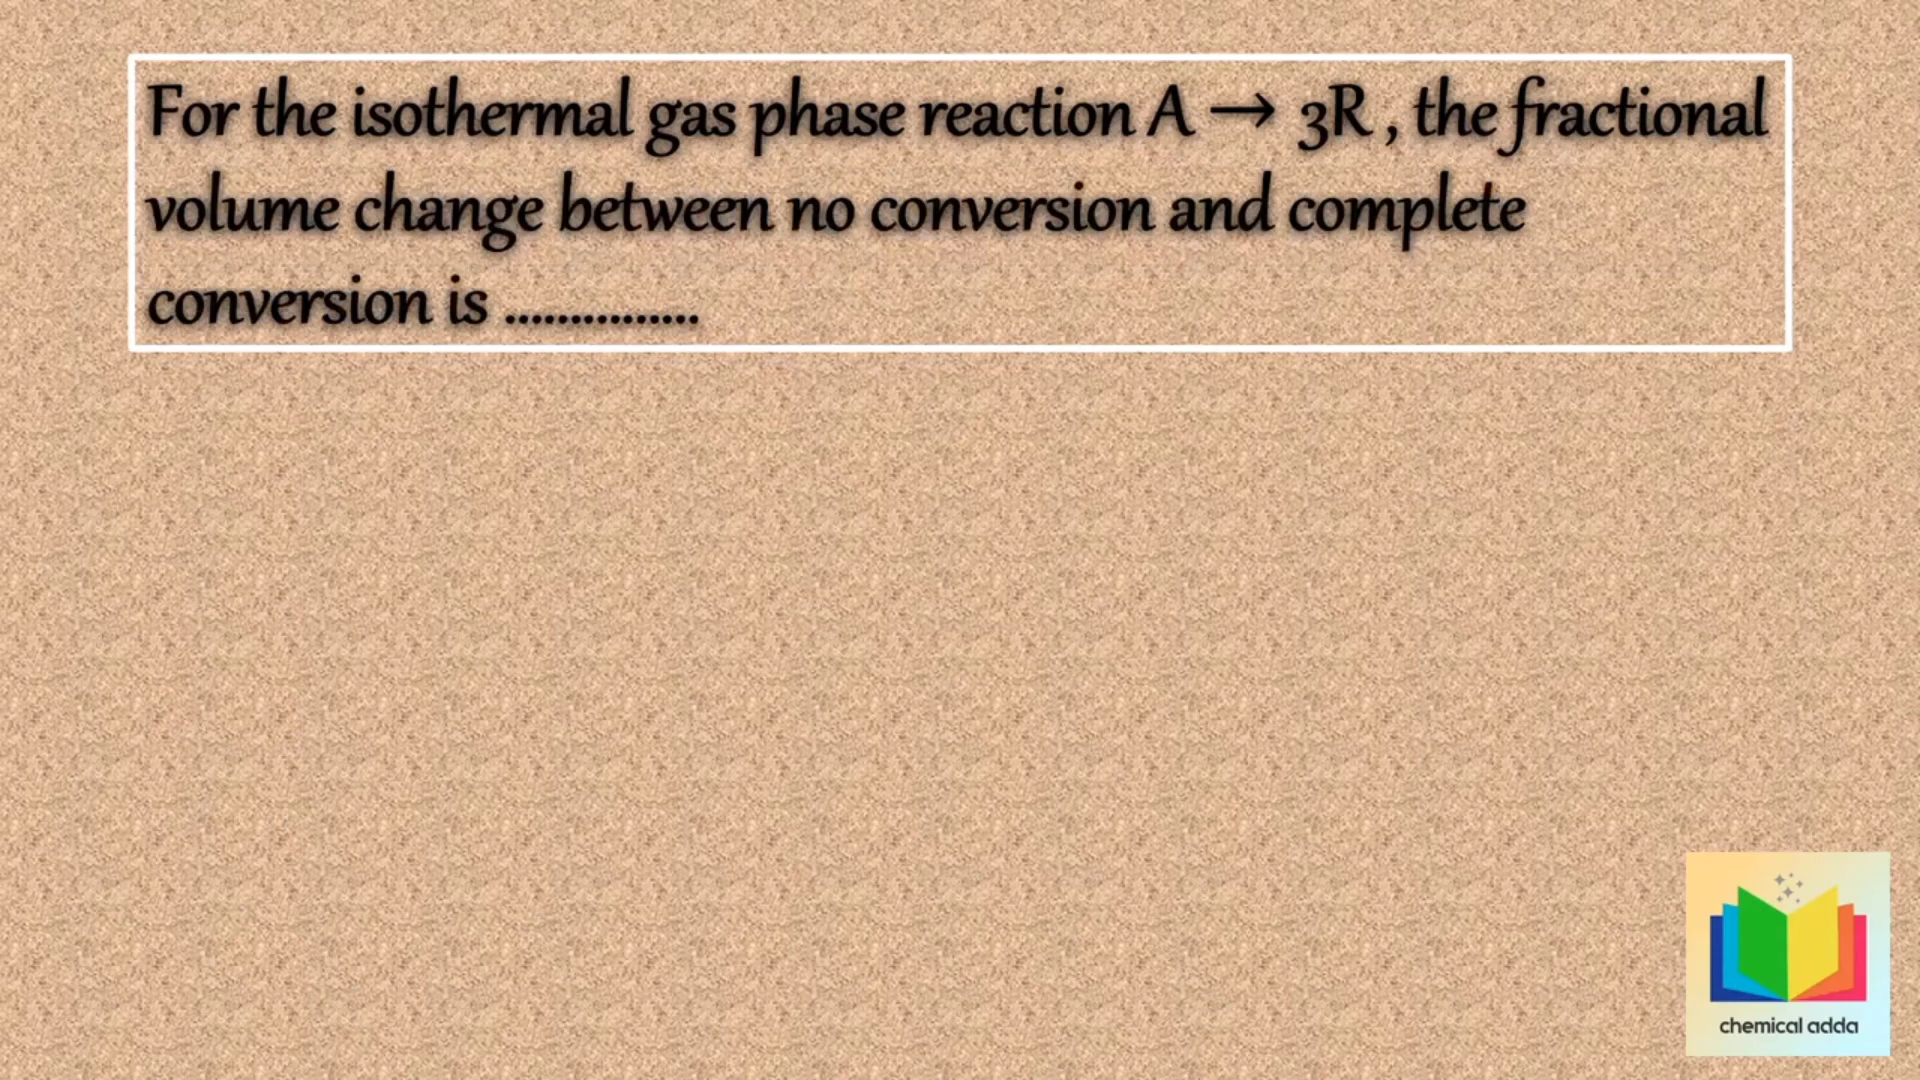 For the isothermal gas phase reaction A → 3R , the fractional
volume change between no conversion and complete
conversion is ...............
chemical adda